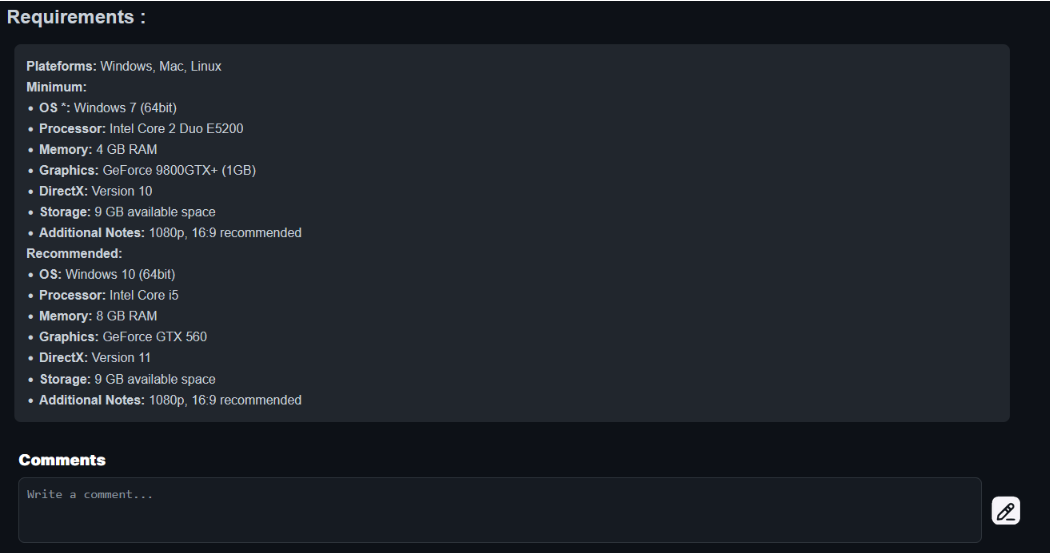 Requirements :
Plateforms: Windows, Mac, Linux
Minimum:
• OS *: Windows 7 (64bit)
• Processor: Intel Core 2 Duo E5200
• Memory: 4 GB RAM
• Graphics: GeForce 9800GTX+ (1GB)
• DirectX: Version 10
• Storage: 9 GB available space
• Additional Notes: 1080p, 16:9 recommended
Recommended:
• OS: Windows 10 (64bit)
• Processor: Intel Core i5
• Memory: 8 GB RAM
• Graphics: GeForce GTX 560
• DirectX: Version 11
• Storage: 9 GB available space
• Additional Notes: 1080p, 16:9 recommended
Comments
Write a comment...